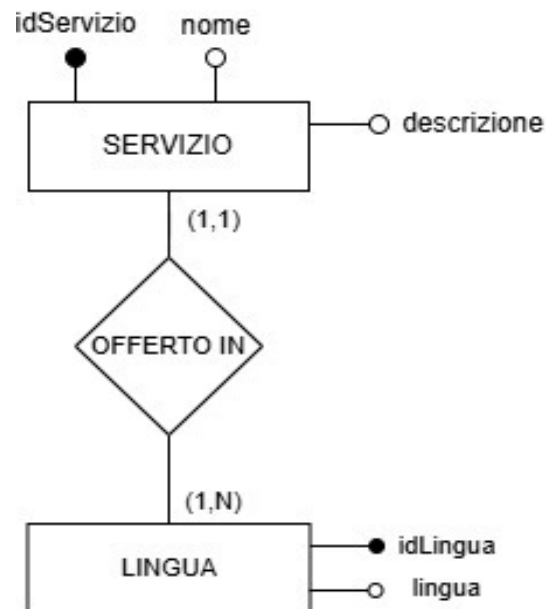 idServizio nome
descrizione
SERVIZIO
(1,1)
OFFERTO IN
(1,N)
idLingua
LINGUA
lingua